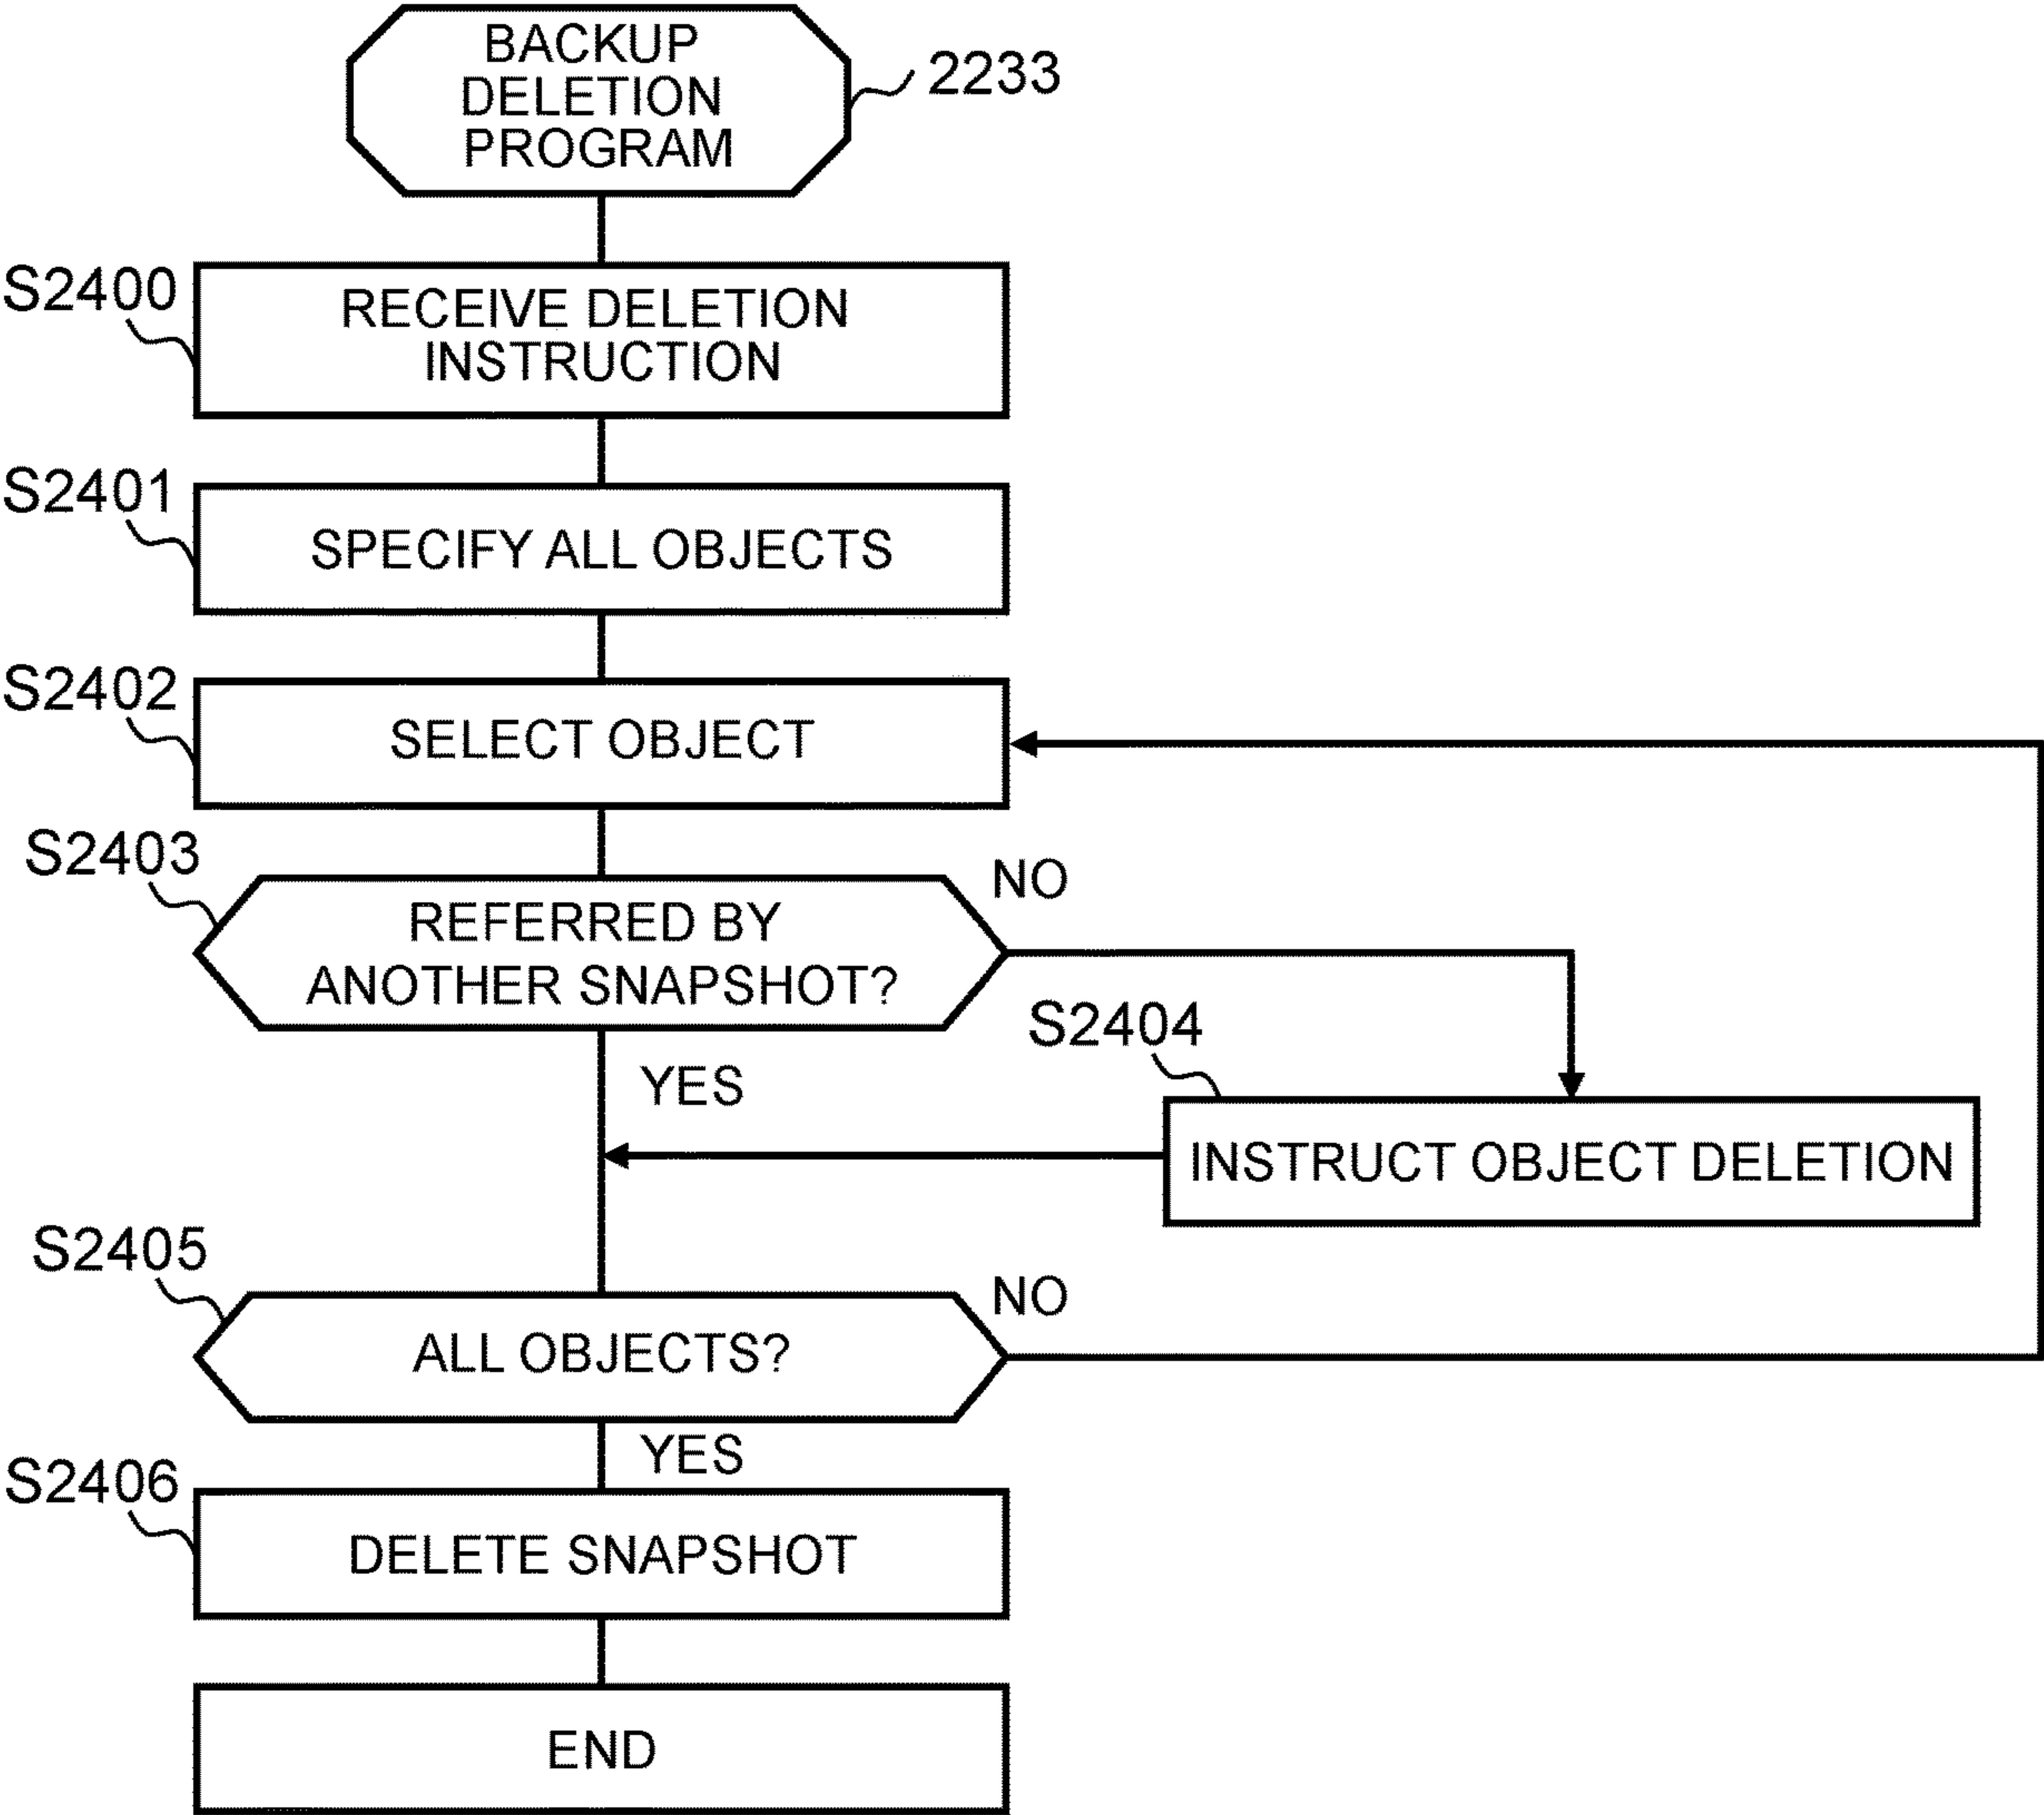 BACKUP
DELETION
PROGRAM
2233
S2400
RECEIVE DELETION
INSTRUCTION
S2401
SPECIFY ALL OBJECTS
S2402
SELECT OBJECT
S2403
REFERRED BY
ANOTHER SNAPSHOT?
NO
YES
S2404
INSTRUCT OBJECT DELETION
S2405
ALL OBJECTS?
NO
YES
S2406
DELETE SNAPSHOT
END